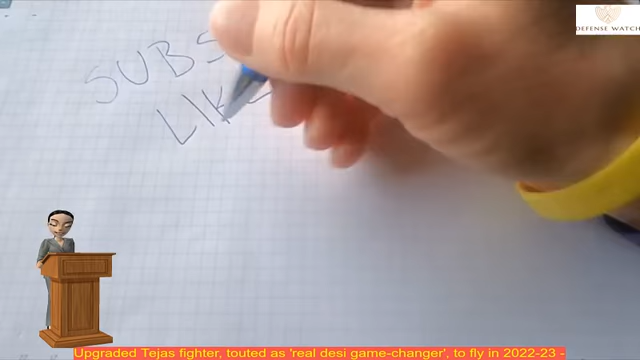 DEFENSE WATCH
SUBS
LIK
Upgraded Tejas fighter, touted as 'real desi game-changer', to fly in 2022-23 -